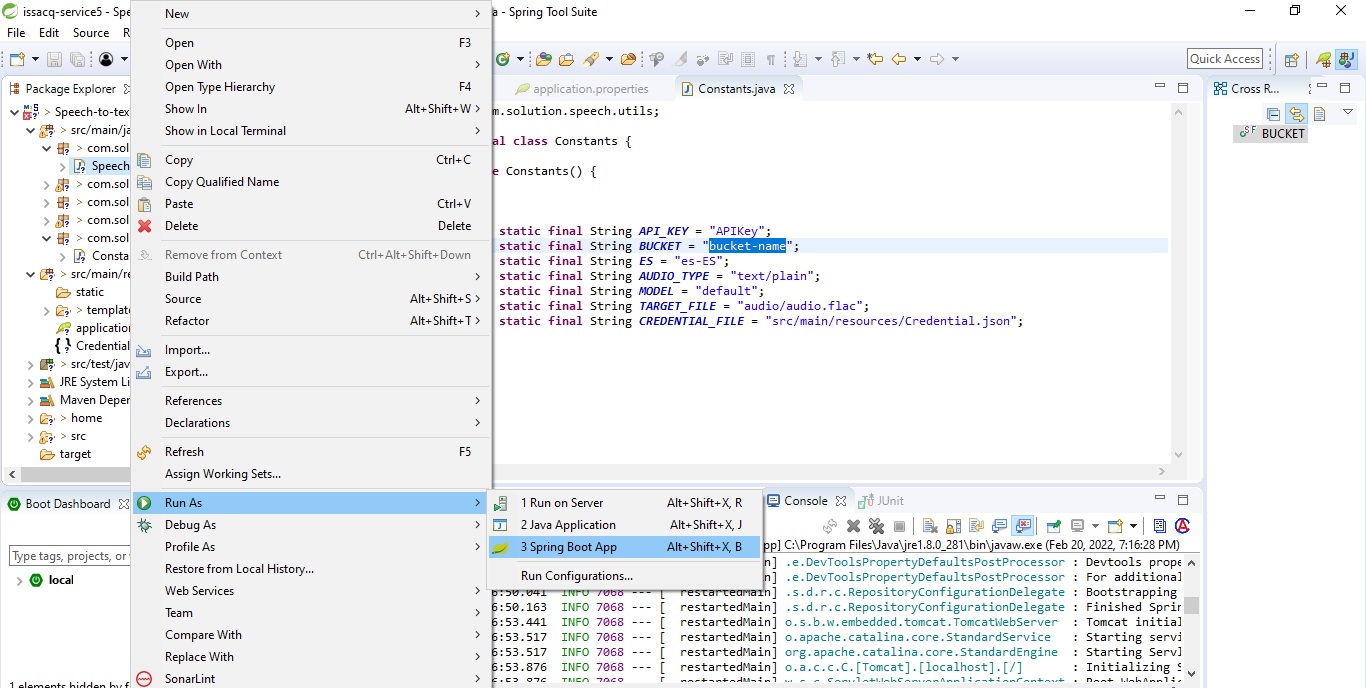 issacq-service5 - Spe
a - Spring Tool Suite
File Edit Source R
Quick Access
Package Explorer
> Speech-to-tex
> src/main/ja
> com.sol
Speech
> com.sol
> com.sol
> com.sol
> com.sol
Consta
> src/main/re
static
> template
application
Credential
> src/test/jav
JRE System Li
Maven Deper
> home
> src
target
Boot Dashboard
Type tags, projects, or
local
1 elements hidden by f
New
Open F3
Open With
Open Type Hierarchy F4
Show In Alt+Shift+W
Show in Local Terminal
Copy Ctrl+C
Copy Qualified Name
Paste Ctrl+V
Delete Delete
Remove from Context Ctrl+Alt+Shift+Down
Build Path
Source Alt+Shift+S
Refactor Alt+Shift+T
Import...
Export...
References
Declarations
Refresh F5
Assign Working Sets...
Run As
Debug As
Profile As
Restore from Local History...
Web Services
Team
Compare With
Replace With
SonarLint
1 Run on Server Alt+Shift+X, R
2 Java Application Alt+Shift+X, J
3 Spring Boot App Alt+Shift+X, B
Run Configurations...
application.properties
Constants.java
m.solution.speech.utils;
al class Constants {
e Constants() {
static final String API_KEY = "APIKey";
static final String BUCKET = "bucket-name";
static final String ES = "es-ES";
static final String AUDIO_TYPE = "text/plain";
static final String MODEL = "default";
static final String TARGET_FILE = "audio/audio.flac";
static final String CREDENTIAL_FILE = "src/main/resources/Credential.json";
Cross R...
BUCKET
Console
JUnit
pp] C:\Program Files\Java\jre1.8.0_281\bin\javaw.exe (Feb 20, 2022, 7:16:28 PM)
] .e.DevToolsPropertyDefaultsPostProcessor : Devtools prope
] .e.DevToolsPropertyDefaultsPostProcessor : For additional
6:50.041 INFO 7068 --- [ restartedMain] .s.d.r.c.RepositoryConfigurationDelegate : Bootstrapping
6:50.163 INFO 7068 --- [ restartedMain] .s.d.r.c.RepositoryConfigurationDelegate : Finished Sprin
6:53.441 INFO 7068 --- [ restartedMain] o.s.b.w.embedded.tomcat.TomcatWebServer : Tomcat initial
6:53.517 INFO 7068 --- [ restartedMain] o.apache.catalina.core.StandardService : Starting servi
6:53.517 INFO 7068 --- [ restartedMain] org.apache.catalina.core.StandardEngine : Starting Servl
6:53.876 INFO 7068 --- [ restartedMain] o.a.c.c.C.[Tomcat].[localhost].[/] : Initializing S
6:53.876 INFO 7068 --- [ restartedMain] w.s.c.ServletWebServerApplicationContext : Root WebApplic